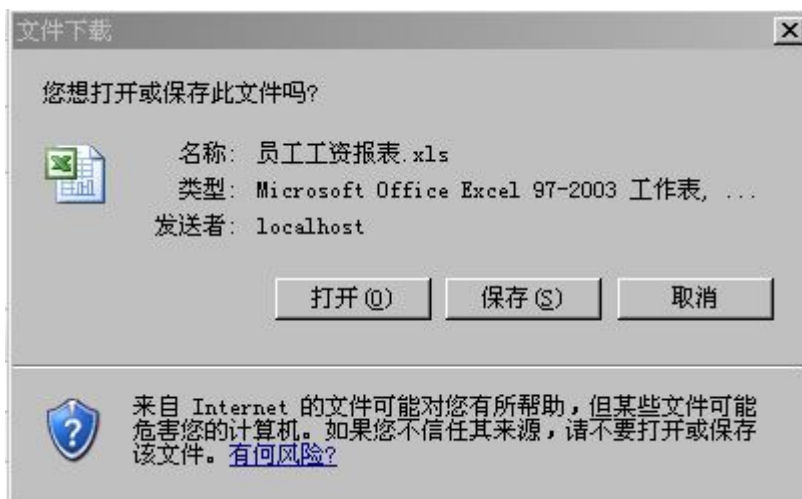 文件下载
您想打开或保存此文件吗?
名称: 员工工资报表.xls
类型: Microsoft Office Excel 97-2003 工作表, ...
发送者: localhost
打开(O) 保存(S) 取消
来自 Internet 的文件可能对您有所帮助，但某些文件可能
危害您的计算机。如果您不信任其来源，请不要打开或保存
该文件。有何风险?